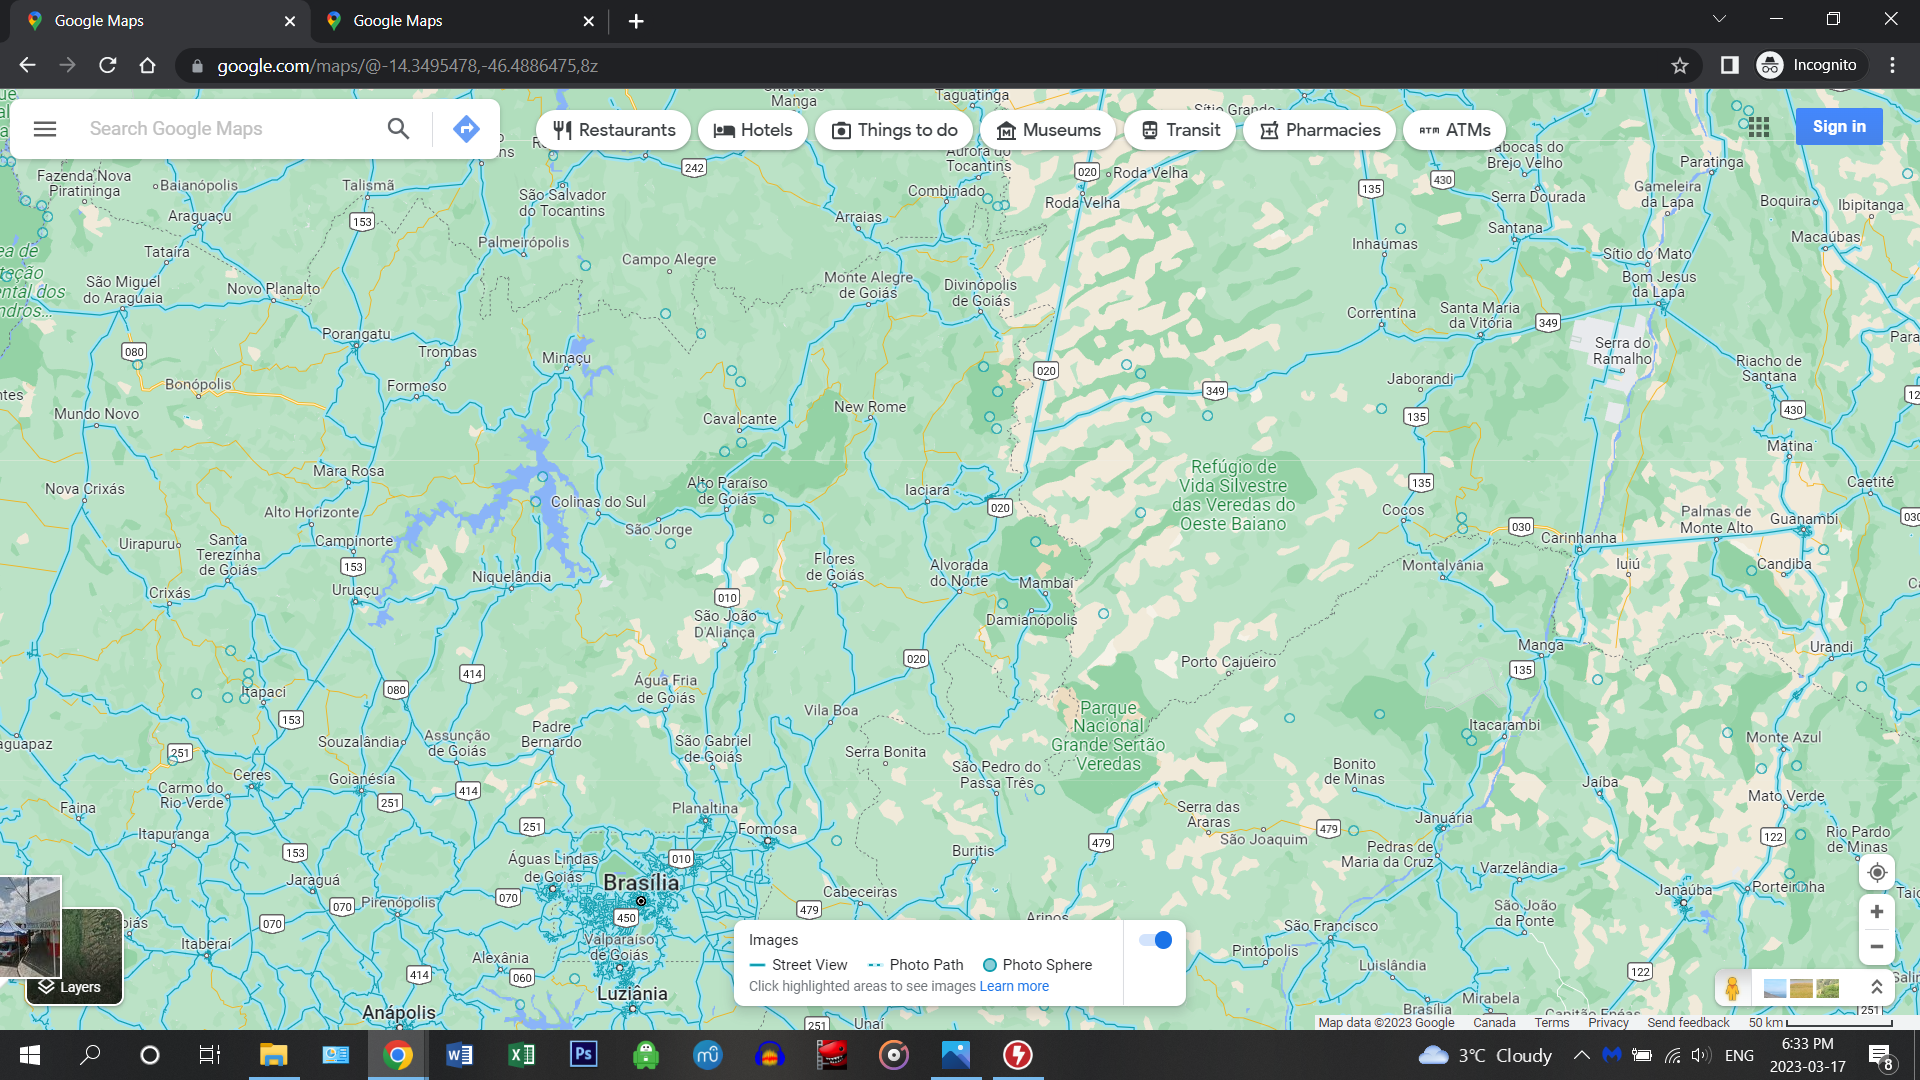 Google Maps
Google Maps
google.com/maps/@-14.3495478,-46.4886475,8z
Incognito
Search Google Maps
Restaurants
Hotels
Things to do
Museums
Transit
Pharmacies
ATMs
Sign in
Manga
Taguatinga
Sítio Grande
Aurora do
Tocantins
Combinado
020
Roda Velha
Roda Velha
135
430
Brejo Velho
Serra Dourada
Paratinga
Gameleira
da Lapa
Boquira
Ibipitanga
Macaúbas
Fazenda Nova
Piratininga
Baianópolis
Araguaçu
Tataíra
Talismã
153
242
São Salvador
do Tocantins
Palmeirópolis
Campo Alegre
Arraias
Monte Alegre
de Goiás
Divinópolis
de Goiás
Inhaúmas
Santana
Sítio do Mato
Bom Jesus
da Lapa
São Miguel
do Araguaia
Novo Planalto
Porangatu
Trombas
Formoso
Minaçu
080
Bonópolis
Mundo Novo
Correntina
Santa Maria
da Vitória
349
Serra do
Ramalho
Riacho de
Santana
020
349
Jaborandi
135
430
Matina
Cavalcante
New Rome
Mara Rosa
Nova Crixás
Alto Horizonte
Campinorte
Uirapuru
Santa
Terezinha
de Goiás
Crixás
153
Uruaçu
Colinas do Sul
São Jorge
Niquelândia
Alto Paraíso
de Goiás
Iaciara
020
Refúgio de
Vida Silvestre
das Veredas do
Oeste Baiano
135
Cocos
030
Carinhanha
Palmas de
Monte Alto
Guanambi
Caetité
030
Candiba
Iuiú
Montalvânia
Flores
de Goiás
Alvorada
do Norte
Mambaí
Damianópolis
010
São João
D'Aliança
020
Porto Cajueiro
Manga
135
Urandi
Itapaci
414
080
153
Água Fria
de Goiás
Vila Boa
Parque
Nacional
Grande Sertão
Veredas
Itacarambi
Monte Azul
251
Souzalândia
Assunção
de Goiás
Padre
Bernardo
São Gabriel
de Goiás
Serra Bonita
São Pedro do
Passa Três
Bonito
de Minas
Jaíba
Ceres
Carmo do
Rio Verde
Goianésia
251
414
Planaltina
Formosa
Serra das
Araras
São Joaquim
479
Januária
Mato Verde
Faina
Itapuranga
153
251
010
479
Buritis
Pedras de
Maria da Cruz
Varzelândia
122
Rio Pardo
de Minas
Águas Lindas
de Goiás
Brasília
450
Jaraguá
070
070
Pirenópolis
070
Cabeceiras
479
Arinos
Janaúba
Porteirinha
São João
da Ponte
São Francisco
Pintópolis
Luislândia
122
Mirabela
Brasília
Capitão Enéas
251
Itaberaí
Alexânia
414
060
Valparaíso
de Goiás
Luziânia
Anápolis
251
Unaí
Layers
Images
Street View
Photo Path
Photo Sphere
Click highlighted areas to see images Learn more
Map data ©2023 Google
Canada
Terms
Privacy
Send feedback
50 km
3°C Cloudy
ENG
6:33 PM
2023-03-17
8